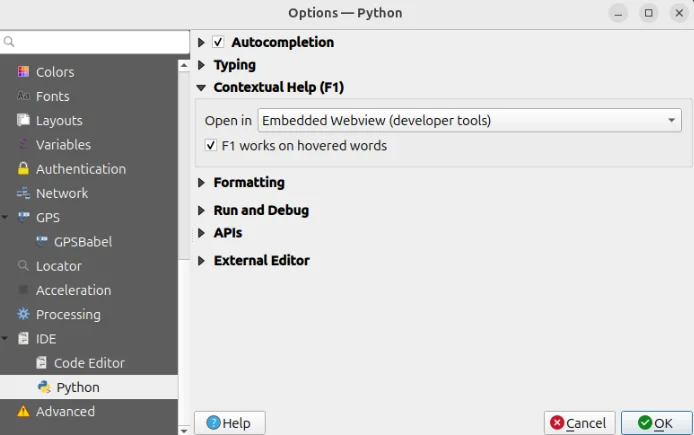 Options — Python
Colors
Fonts
Layouts
Variables
Authentication
Network
GPS
GPSBabel
Locator
Acceleration
Processing
IDE
Code Editor
Python
Advanced
Autocompletion
Typing
Contextual Help (F1)
Open in Embedded Webview (developer tools)
F1 works on hovered words
Formatting
Run and Debug
APIs
External Editor
Help
Cancel
OK